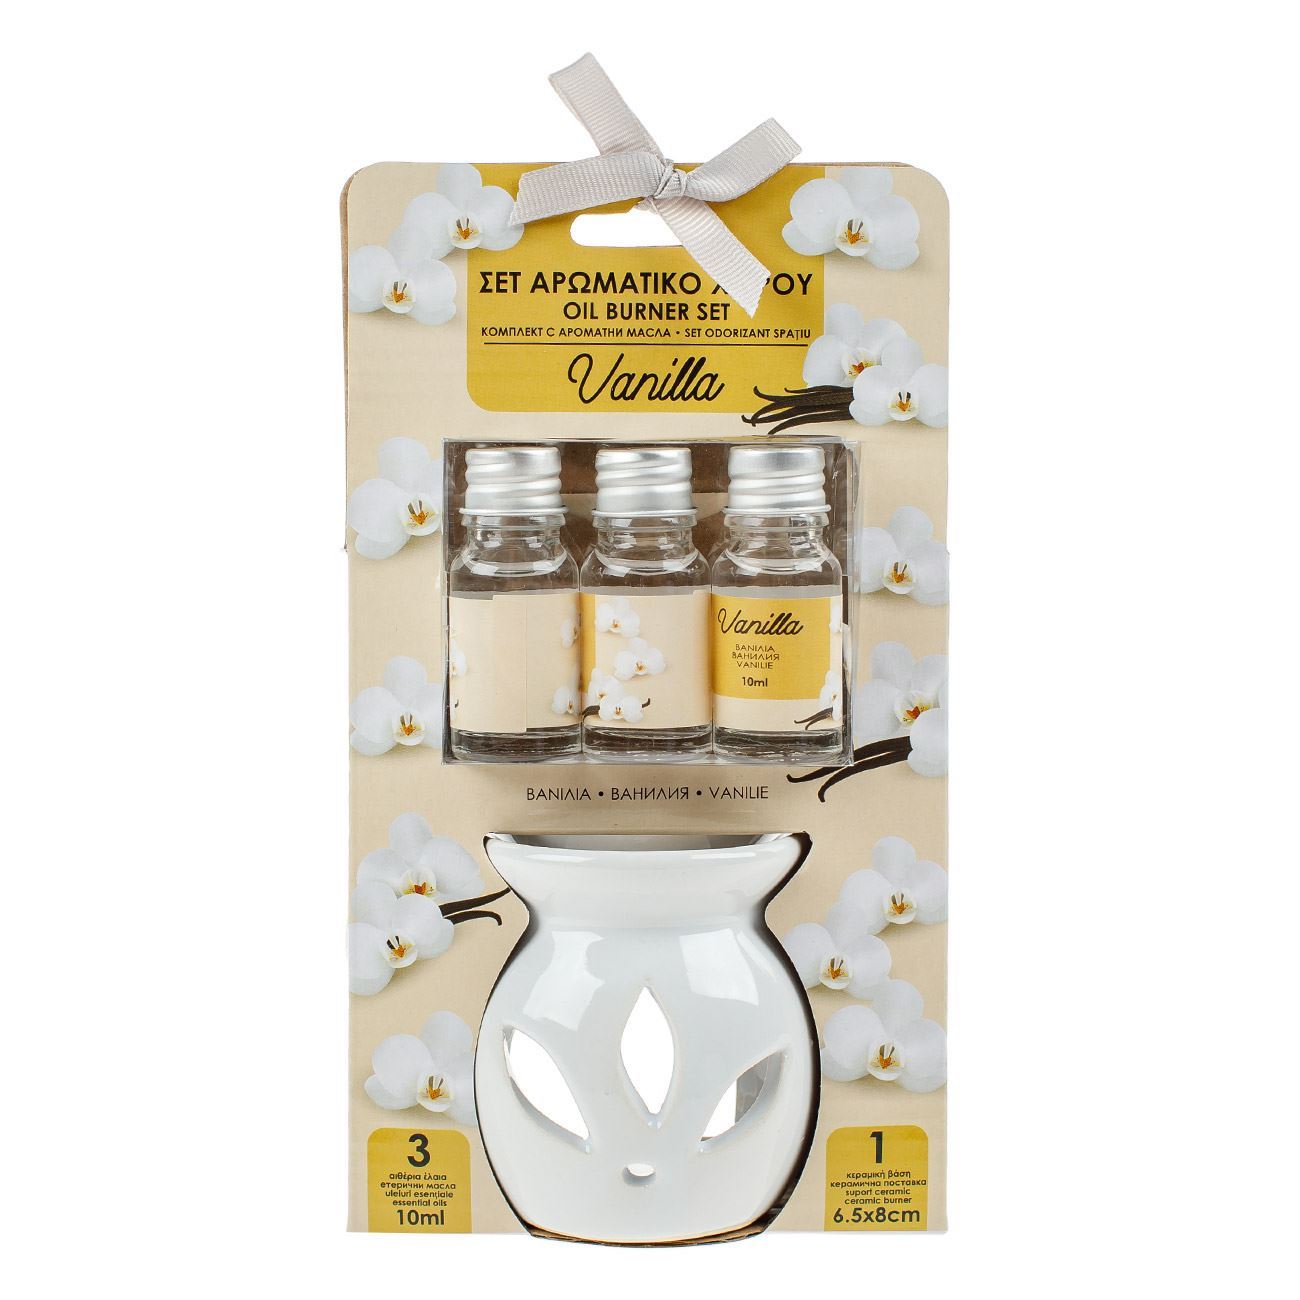 ΣΕΤ ΑΡΩΜΑΤΙΚΟ
OIL BURNER SET
КОМПЛЕКТ С АРОМАТНИ МАСЛА • SET ODORIZANT SPAȚIU
Vanilla
Vanilla
ΒΑΝΙΛΙΑ
ВАНИЛИЯ
VANILIE
10ml
ΒΑΝΙΛΙΑ • ВАНИЛИЯ • VANILIE
3
αιθέρια έλαια
етерични масла
uleiuri esențiale
essential oils
10ml
1
κεραμική βάση
керамична поставка
suport ceramic
ceramic burner
6.5x8cm